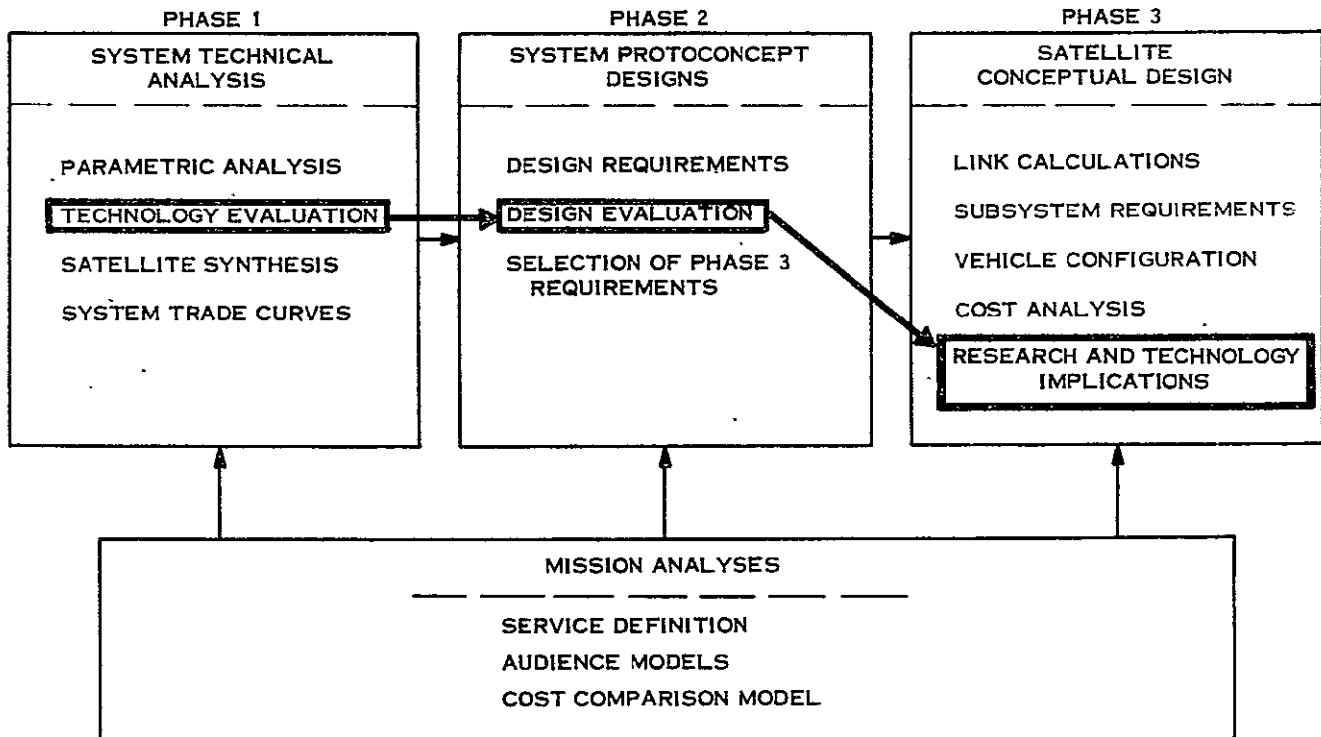 PHASE 1
SYSTEM TECHNICAL
ANALYSIS
PARAMETRIC ANALYSIS
TECHNOLOGY EVALUATION
SATELLITE SYNTHESIS
SYSTEM TRADE CURVES
PHASE 2
SYSTEM PROTOCONCEPT
DESIGNS
DESIGN REQUIREMENTS
DESIGN EVALUATION
SELECTION OF PHASE 3
REQUIREMENTS
PHASE 3
SATELLITE
CONCEPTUAL DESIGN
LINK CALCULATIONS
SUBSYSTEM REQUIREMENTS
VEHICLE CONFIGURATION
COST ANALYSIS
RESEARCH AND TECHNOLOGY
IMPLICATIONS
MISSION ANALYSES
SERVICE DEFINITION
AUDIENCE MODELS
COST COMPARISON MODEL